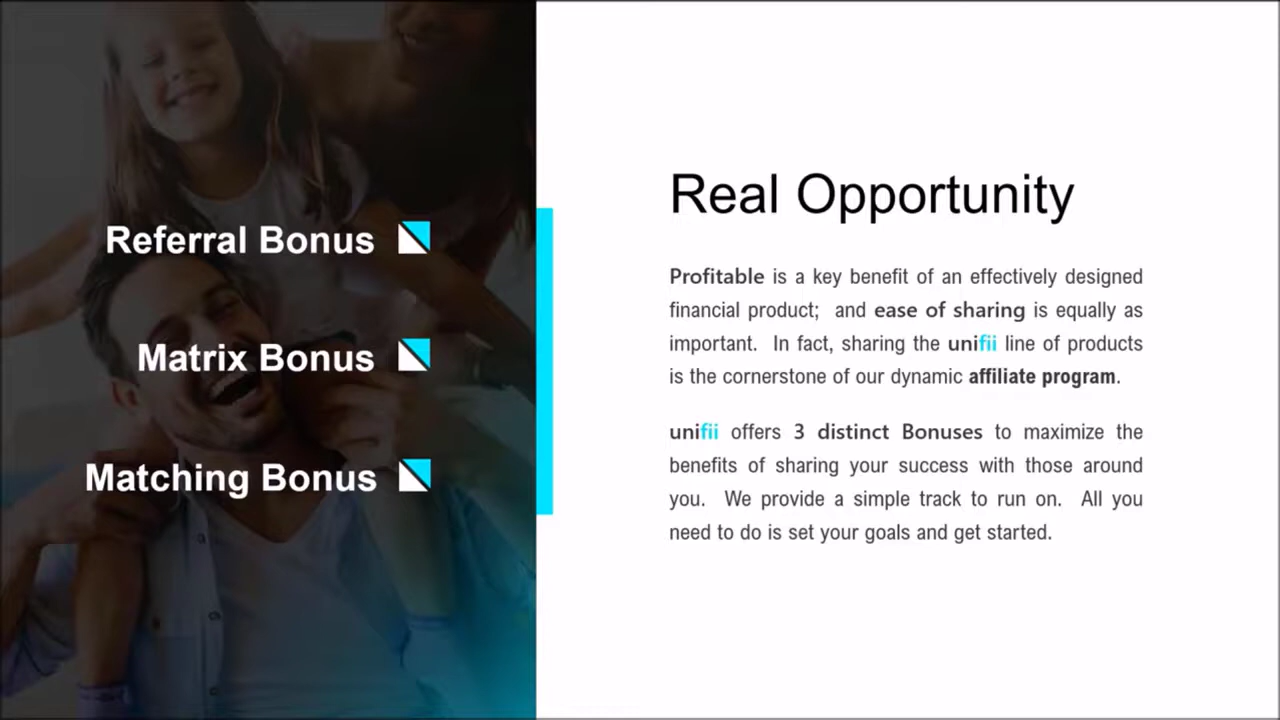 Referral Bonus
Matrix Bonus
Matching Bonus
Real Opportunity
Profitable is a key benefit of an effectively designed
financial product; and ease of sharing is equally as
important. In fact, sharing the unifii line of products
is the cornerstone of our dynamic affiliate program.
unifii offers 3 distinct Bonuses to maximize the
benefits of sharing your success with those around
you. We provide a simple track to run on. All you
need to do is set your goals and get started.